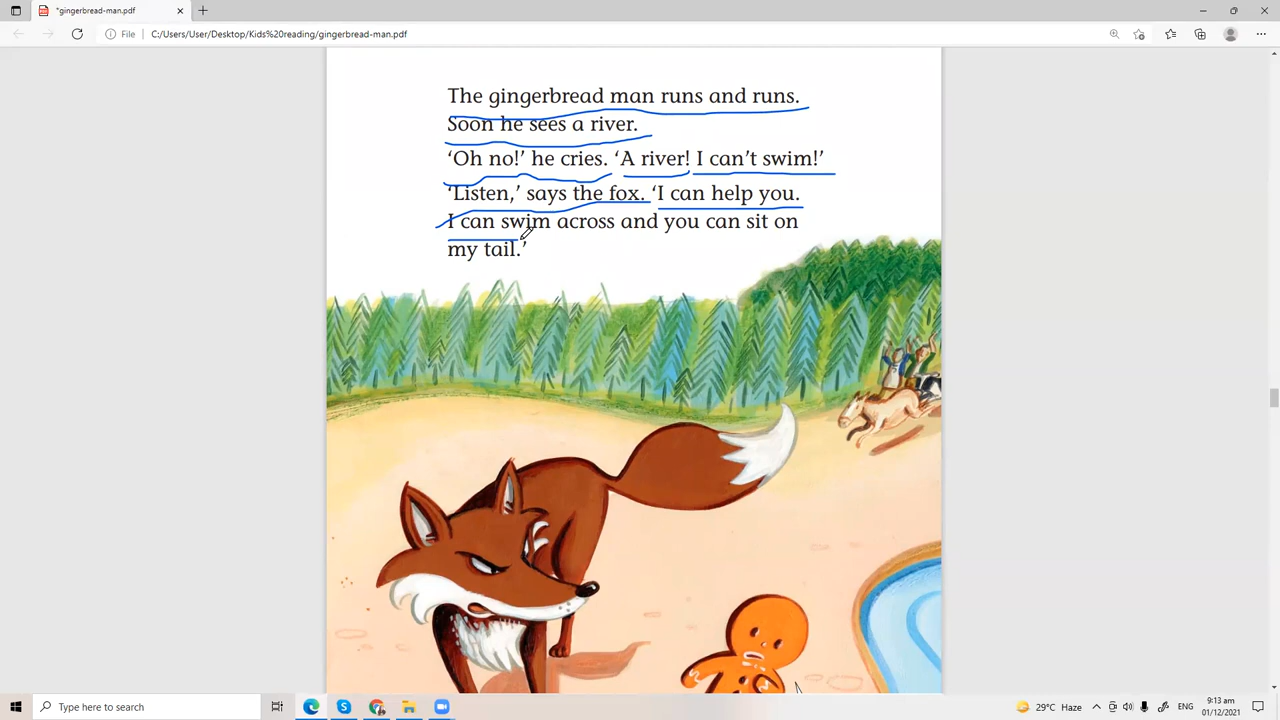 *gingerbread-man.pdf
File
C:/Users/User/Desktop/Kids%20reading/gingerbread-man.pdf
The gingerbread man runs and runs.
Soon he sees a river.
‘Oh no!’ he cries. ‘A river! I can’t swim!’
‘Listen,’ says the fox. ‘I can help you.
I can swim across and you can sit on
my tail.’
Type here to search
29°C Haze
ENG
9:13 am
01/12/2021